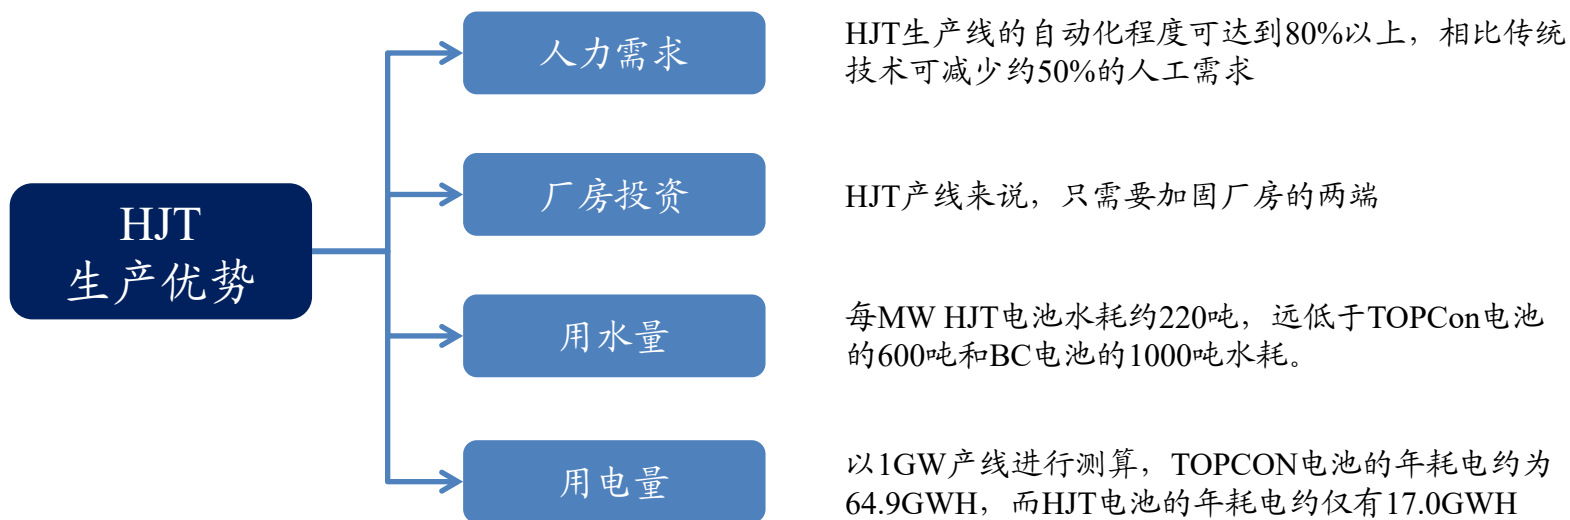 HJT
生产优势
人力需求
HJT生产线的自动化程度可达到80%以上，相比传统
技术可减少约50%的人工需求
厂房投资
HJT产线来说，只需要加固厂房的两端
用水量
每MW HJT电池水耗约220吨，远低于TOPCon电池
的600吨和BC电池的1000吨水耗。
用电量
以1GW产线进行测算，TOPCON电池的年耗电约为
64.9GWH，而HJT电池的年耗电约仅有17.0GWH